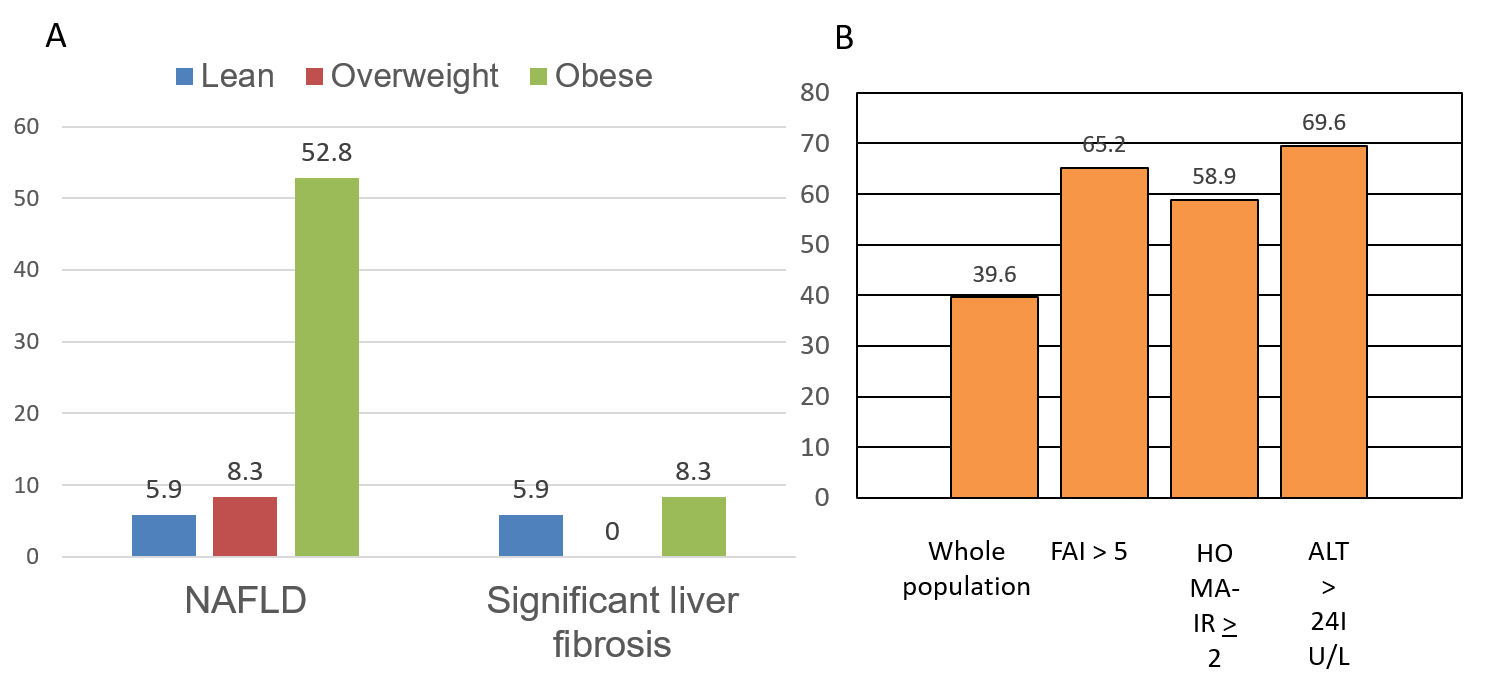 A
Lean Overweight Obese
60
50
40
30
20
10
0
5.9
8.3
52.8
5.9
0
8.3
NAFLD
Significant liver
fibrosis
B
80
70
60
50
40
30
20
10
0
39.6
65.2
58.9
69.6
Whole
population
FAI > 5
HO
MA-
IR ≥
2
ALT
>
24I
U/L